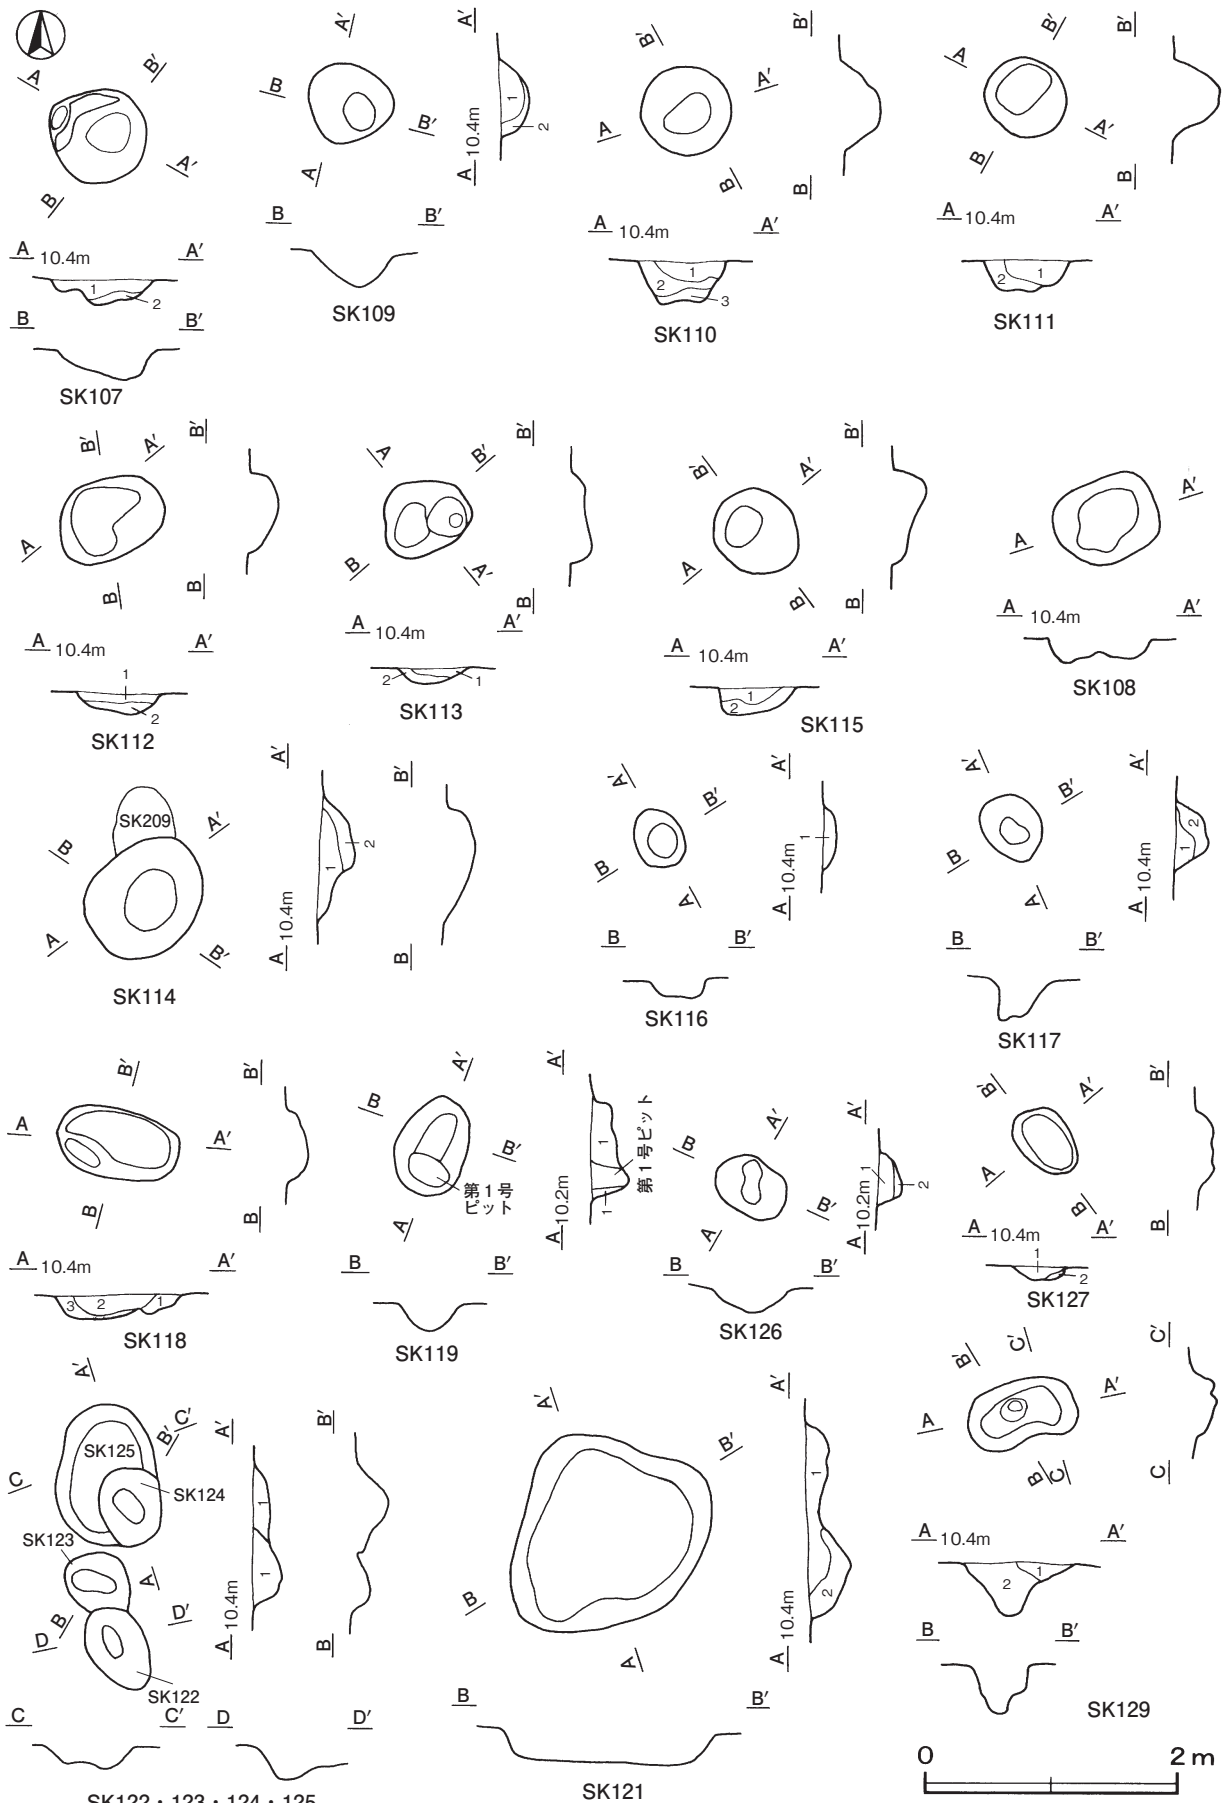 A
B′
A′
B
A 10.4m A′
1
2
B B′
SK107
A′
B
B′
A
A′
A 10.4m
1
2
B B′
SK109
B′
A′
A
B
B′
B
A 10.4m A′
1
2
3
SK110
B′
A
A′
B
B′
B
A 10.4m A′
2
1
SK111
B′
A′
A
B
B′
B
A 10.4m A′
1
2
SK112
A
B′
B
A′
B′
B
A 10.4m A′
2
1
SK113
B′
A′
A
B
B′
B
A 10.4m A′
1
2
SK115
A′
A
A 10.4m A′
SK108
SK209
B
A′
A
B′
A′
A 10.4m
1
2
B′
B
SK114
A′
B′
B
A
A′
A 10.4m
1
B B′
SK116
A′
B′
B
A
A′
A 10.4m
2
1
B B′
SK117
B′
A
A′
B
B′
B
A 10.4m A′
3
2
1
SK118
A′
B
B′
A
第1号
ピット
A′
A 10.2m
1
第1号ピット
1
B B′
SK119
A′
B
B′
A
A′
A 10.2m
1
2
B B′
SK126
B′
A′
A
B
B′
B
A 10.4m A′
1
2
SK127
A′
C′
B′
SK125
C
SK124
SK123
A
B
D′
D
SK122
A′
A 10.4m
1
1
B′
B
C C′ D D′
SK122・123・124・125
A′
B′
B
A
A′
A 10.4m
1
2
B B′
SK121
B′
C′
A′
A
B
C
C′
C
A 10.4m A′
1
2
B B′
SK129
0 2 m